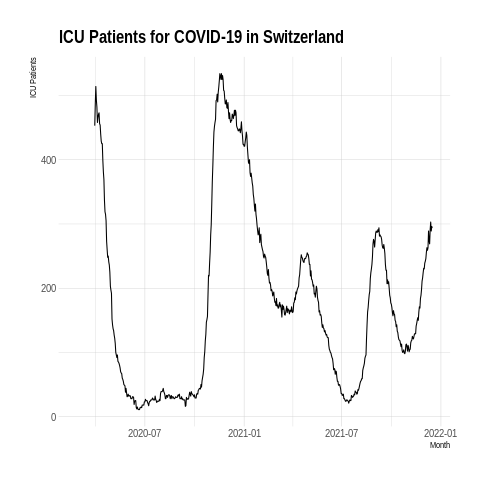 ICU Patients for COVID-19 in Switzerland
ICU Patients
400
200
0
2020-07 2021-01 2021-07 2022-01
Month